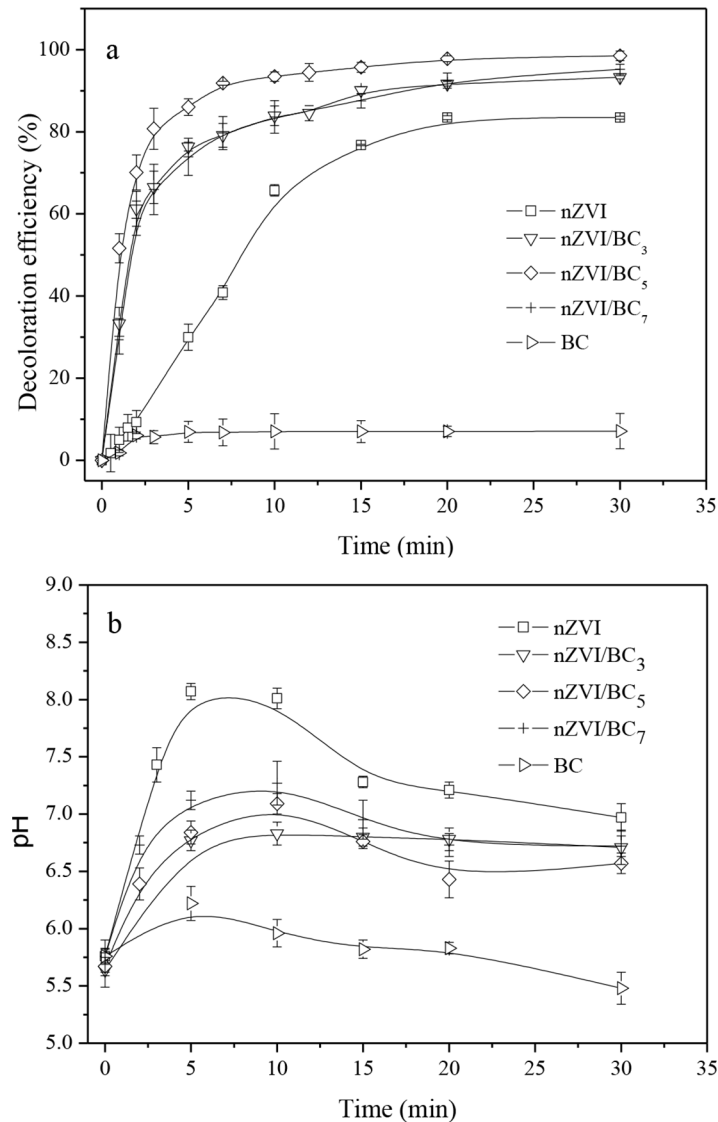 a
100
80
60
40
20
0
Decoloration efficiency (%)
nZVI
nZVI/BC₃
nZVI/BC₅
nZVI/BC₇
BC
0 5 10 15 20 25 30 35
Time (min)
b
9.0
8.5
8.0
7.5
7.0
6.5
6.0
5.5
5.0
pH
nZVI
nZVI/BC₃
nZVI/BC₅
nZVI/BC₇
BC
0 5 10 15 20 25 30 35
Time (min)